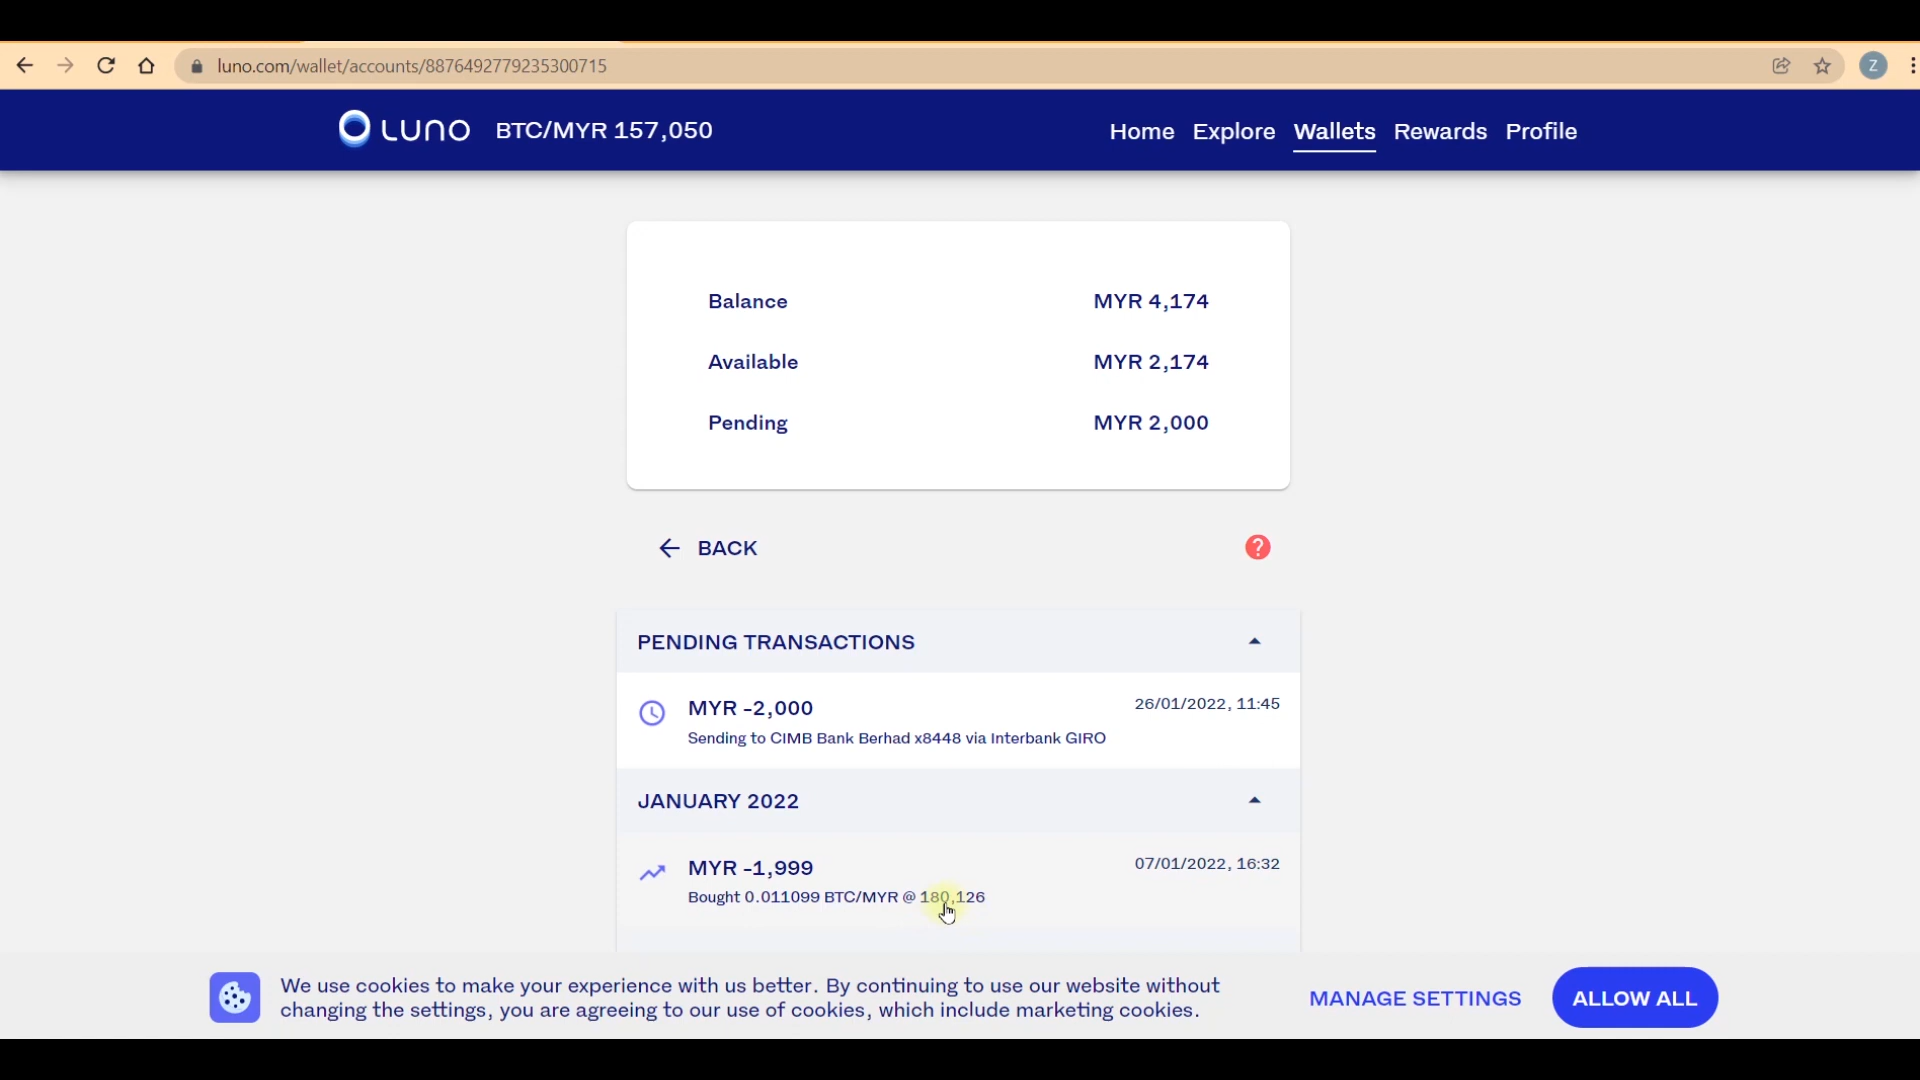 luno.com/wallet/accounts/8876492779235300715
Z
LUNO BTC/MYR 157,050 Home Explore Wallets Rewards Profile
Balance MYR 4,174
Available MYR 2,174
Pending MYR 2,000
BACK ?
PENDING TRANSACTIONS
MYR -2,000 26/01/2022, 11:45
Sending to CIMB Bank Berhad x8448 via Interbank GIRO
JANUARY 2022
MYR -1,999 07/01/2022, 16:32
Bought 0.011099 BTC/MYR @ 180,126
We use cookies to make your experience with us better. By continuing to use our website without
changing the settings, you are agreeing to our use of cookies, which include marketing cookies.
MANAGE SETTINGS ALLOW ALL